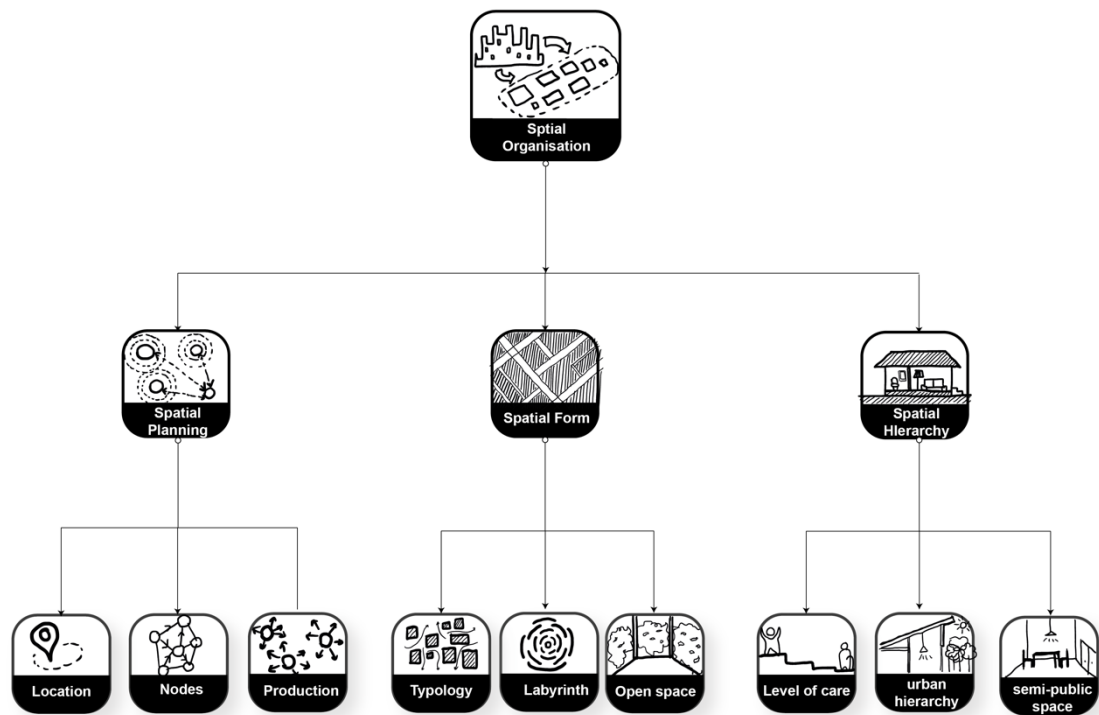 Sptial
Organisation
Spatial
Planning
Spatial Form
Spatial
HIerarchy
Location
Nodes
Production
Typology
Labyrinth
Open space
Level of care
urban
hierarchy
semi-public
space